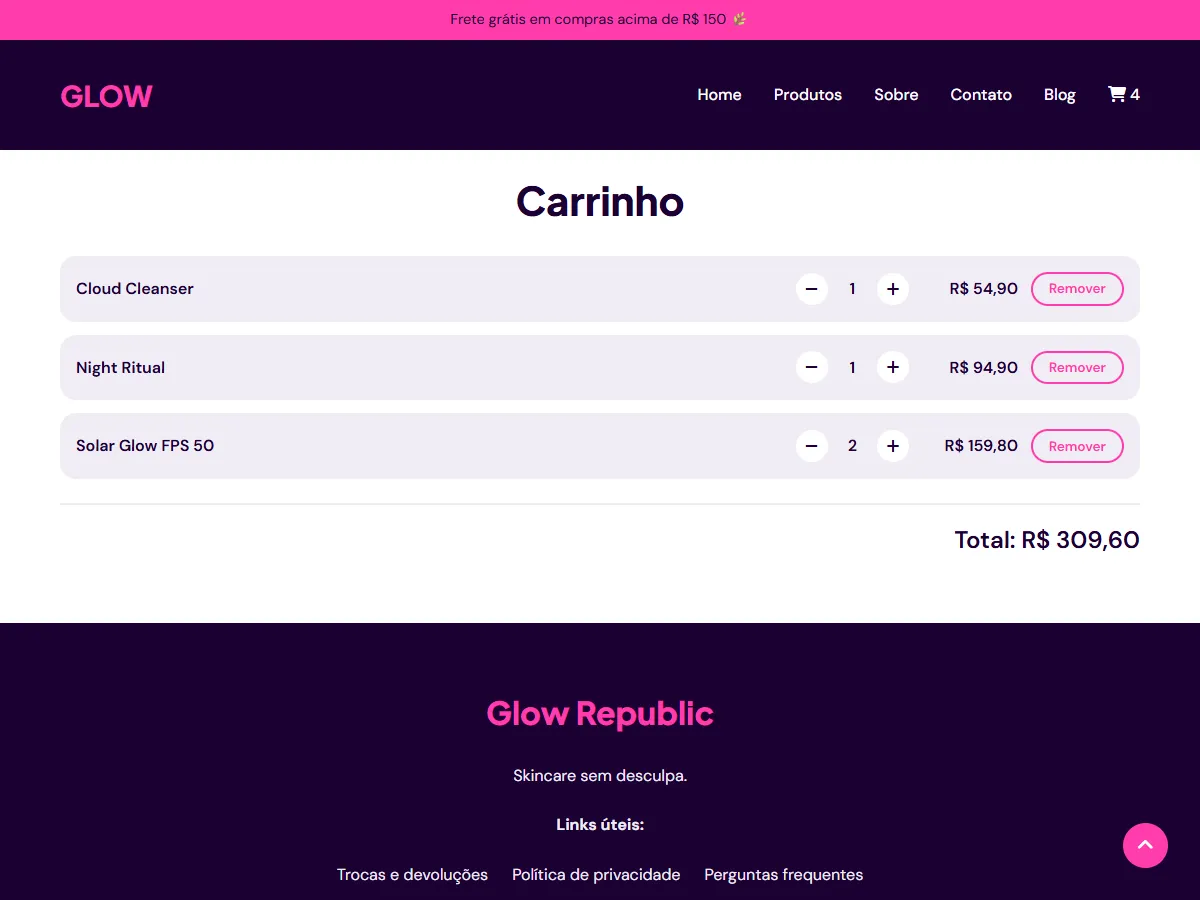 Frete grátis em compras acima de R$ 150 🌿
GLOW
Home Produtos Sobre Contato Blog 4
Carrinho
Cloud Cleanser − 1 + R$ 54,90 Remover
Night Ritual − 1 + R$ 94,90 Remover
Solar Glow FPS 50 − 2 + R$ 159,80 Remover
Total: R$ 309,60
Glow Republic
Skincare sem desculpa.
Links úteis:
Trocas e devoluções Política de privacidade Perguntas frequentes